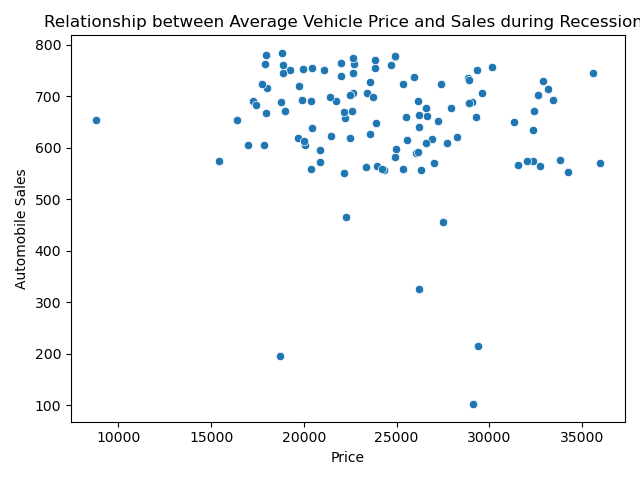 Relationship between Average Vehicle Price and Sales during Recession
Automobile Sales
800
700
600
500
400
300
200
100
10000 15000 20000 25000 30000 35000
Price